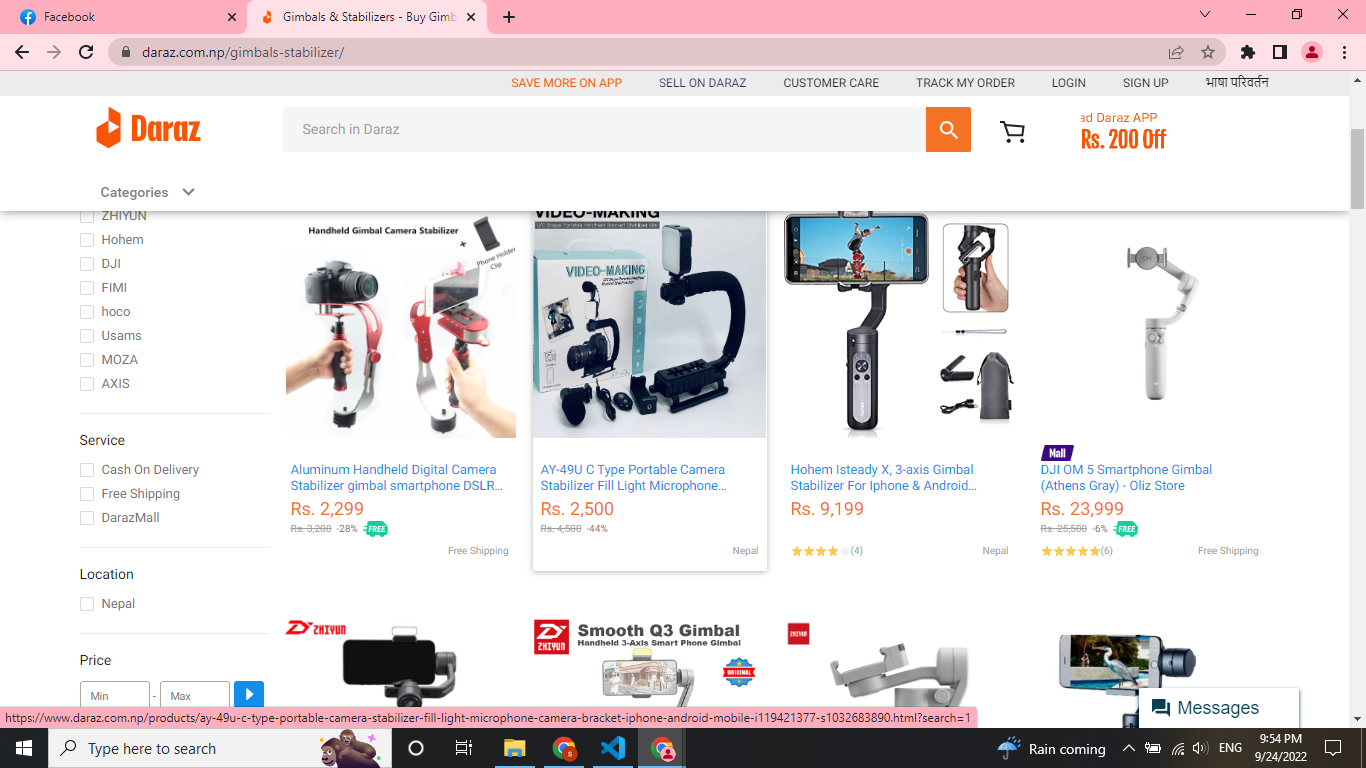 Facebook
Gimbals & Stabilizers - Buy Gimb
daraz.com.np/gimbals-stabilizer/
SAVE MORE ON APP
SELL ON DARAZ
CUSTOMER CARE
TRACK MY ORDER
LOGIN
SIGN UP
भाषा परिवर्तन
Daraz
Search in Daraz
ad Daraz APP
Rs. 200 Off
Categories
ZHIYUN
Hohem
DJI
FIMI
hoco
Usams
MOZA
AXIS
Service
Cash On Delivery
Free Shipping
DarazMall
Location
Nepal
Price
Min
-
Max
Handheld Gimbal Camera Stabilizer
+
Phone Holder
Clip
Aluminum Handheld Digital Camera
Stabilizer gimbal smartphone DSLR...
Rs. 2,299
Rs. 3,200 -28% FREE
Free Shipping
VIDEO-MAKING
VIDEO-MAKING
AY-49U C Type Portable Camera
Stabilizer Fill Light Microphone...
Rs. 2,500
Rs. 4,500 -44%
Nepal
Hohem Isteady X, 3-axis Gimbal
Stabilizer For Iphone & Android...
Rs. 9,199
(4)
Nepal
Mall
DJI OM 5 Smartphone Gimbal
(Athens Gray) - Oliz Store
Rs. 23,999
Rs. 25,500 -6% FREE
(6)
Free Shipping
ZHIYUN
ZHIYUN
Smooth Q3 Gimbal
Handheld 3-Axis Smart Phone Gimbal
ORIGINAL
ZHIYUN
Messages
https://www.daraz.com.np/products/ay-49u-c-type-portable-camera-stabilizer-fill-light-microphone-camera-bracket-iphone-android-mobile-i119421377-s1032683890.html?search=1
Type here to search
Rain coming
ENG
9:54 PM
9/24/2022